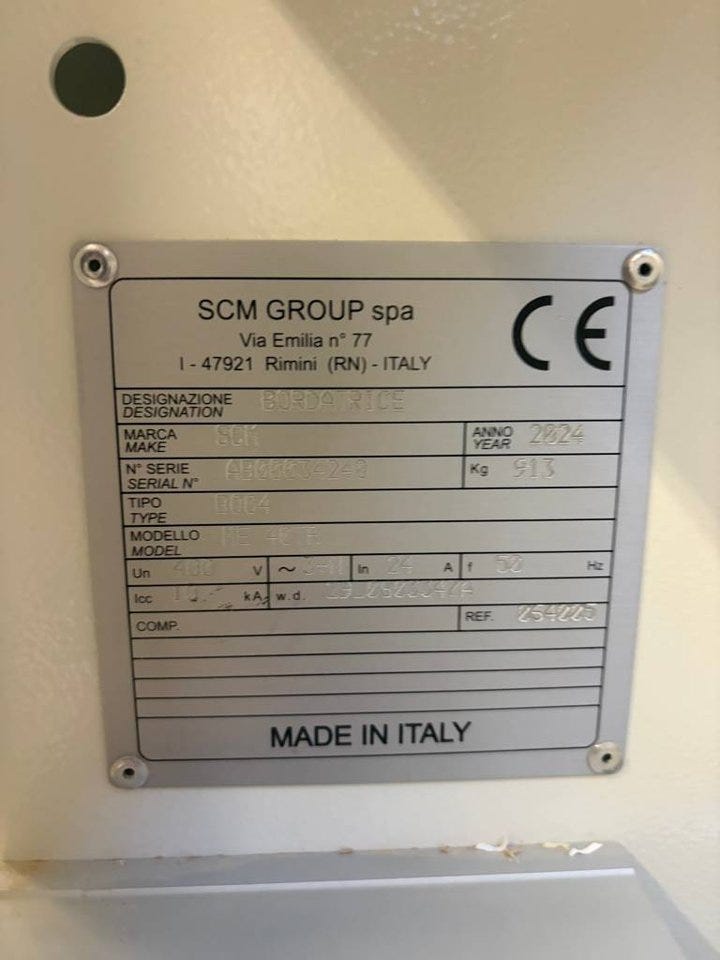 SCM GROUP spa
Via Emilia n° 77
I - 47921 Rimini (RN) - ITALY
CE
DESIGNAZIONE BORDATRICE
DESIGNATION
MARCA SCM ANNO 2024
MAKE YEAR
N° SERIE Kg 913
SERIAL N°
TIPO
TYPE
MODELLO ME 40TR
MODEL
Un 400 V ~ In 24 A f 50 Hz
Icc kA w.d.
COMP. REF.
MADE IN ITALY